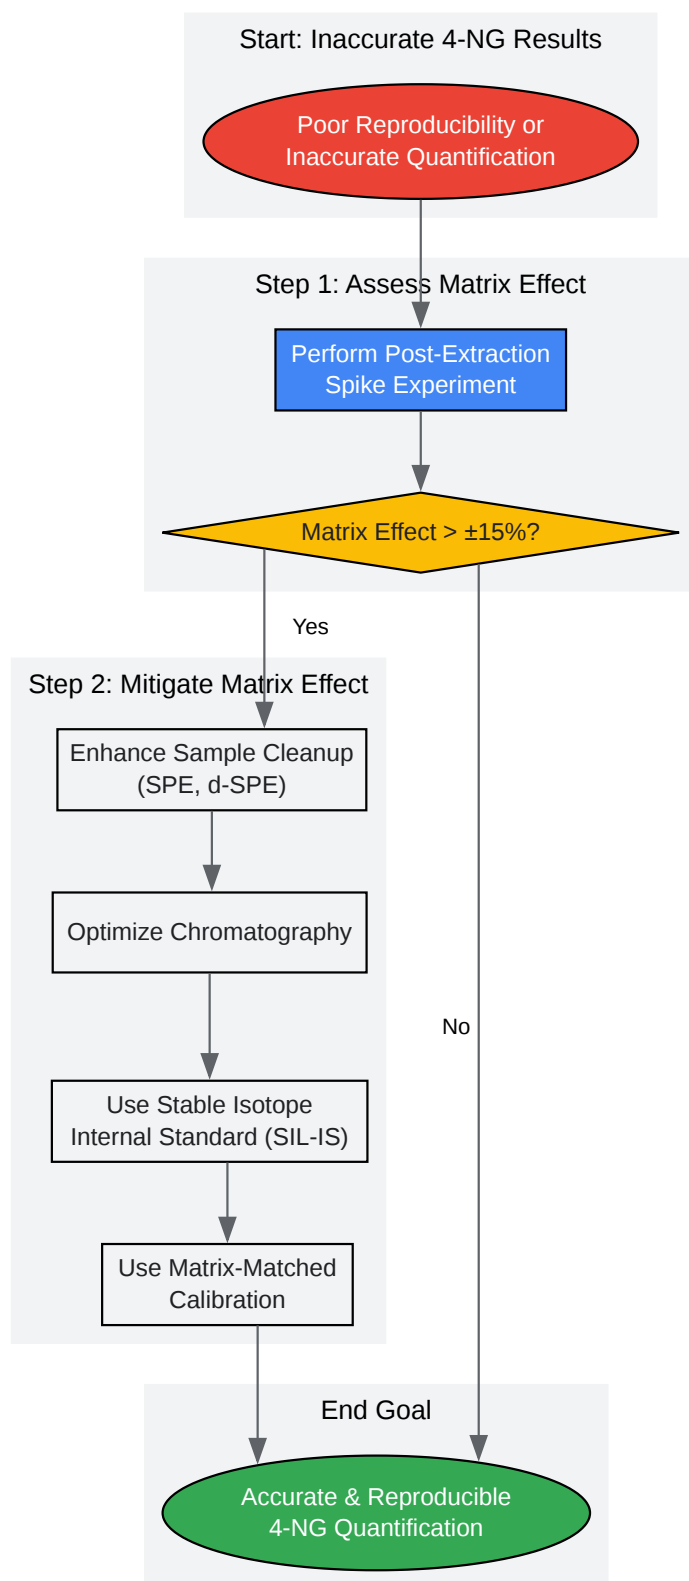 Start: Inaccurate 4-NG Results
Poor Reproducibility or
Inaccurate Quantification
Step 1: Assess Matrix Effect
Perform Post-Extraction
Spike Experiment
Matrix Effect > ±15%?
Yes
Step 2: Mitigate Matrix Effect
Enhance Sample Cleanup
(SPE, d-SPE)
Optimize Chromatography
No
Use Stable Isotope
Internal Standard (SIL-IS)
Use Matrix-Matched
Calibration
End Goal
Accurate & Reproducible
4-NG Quantification